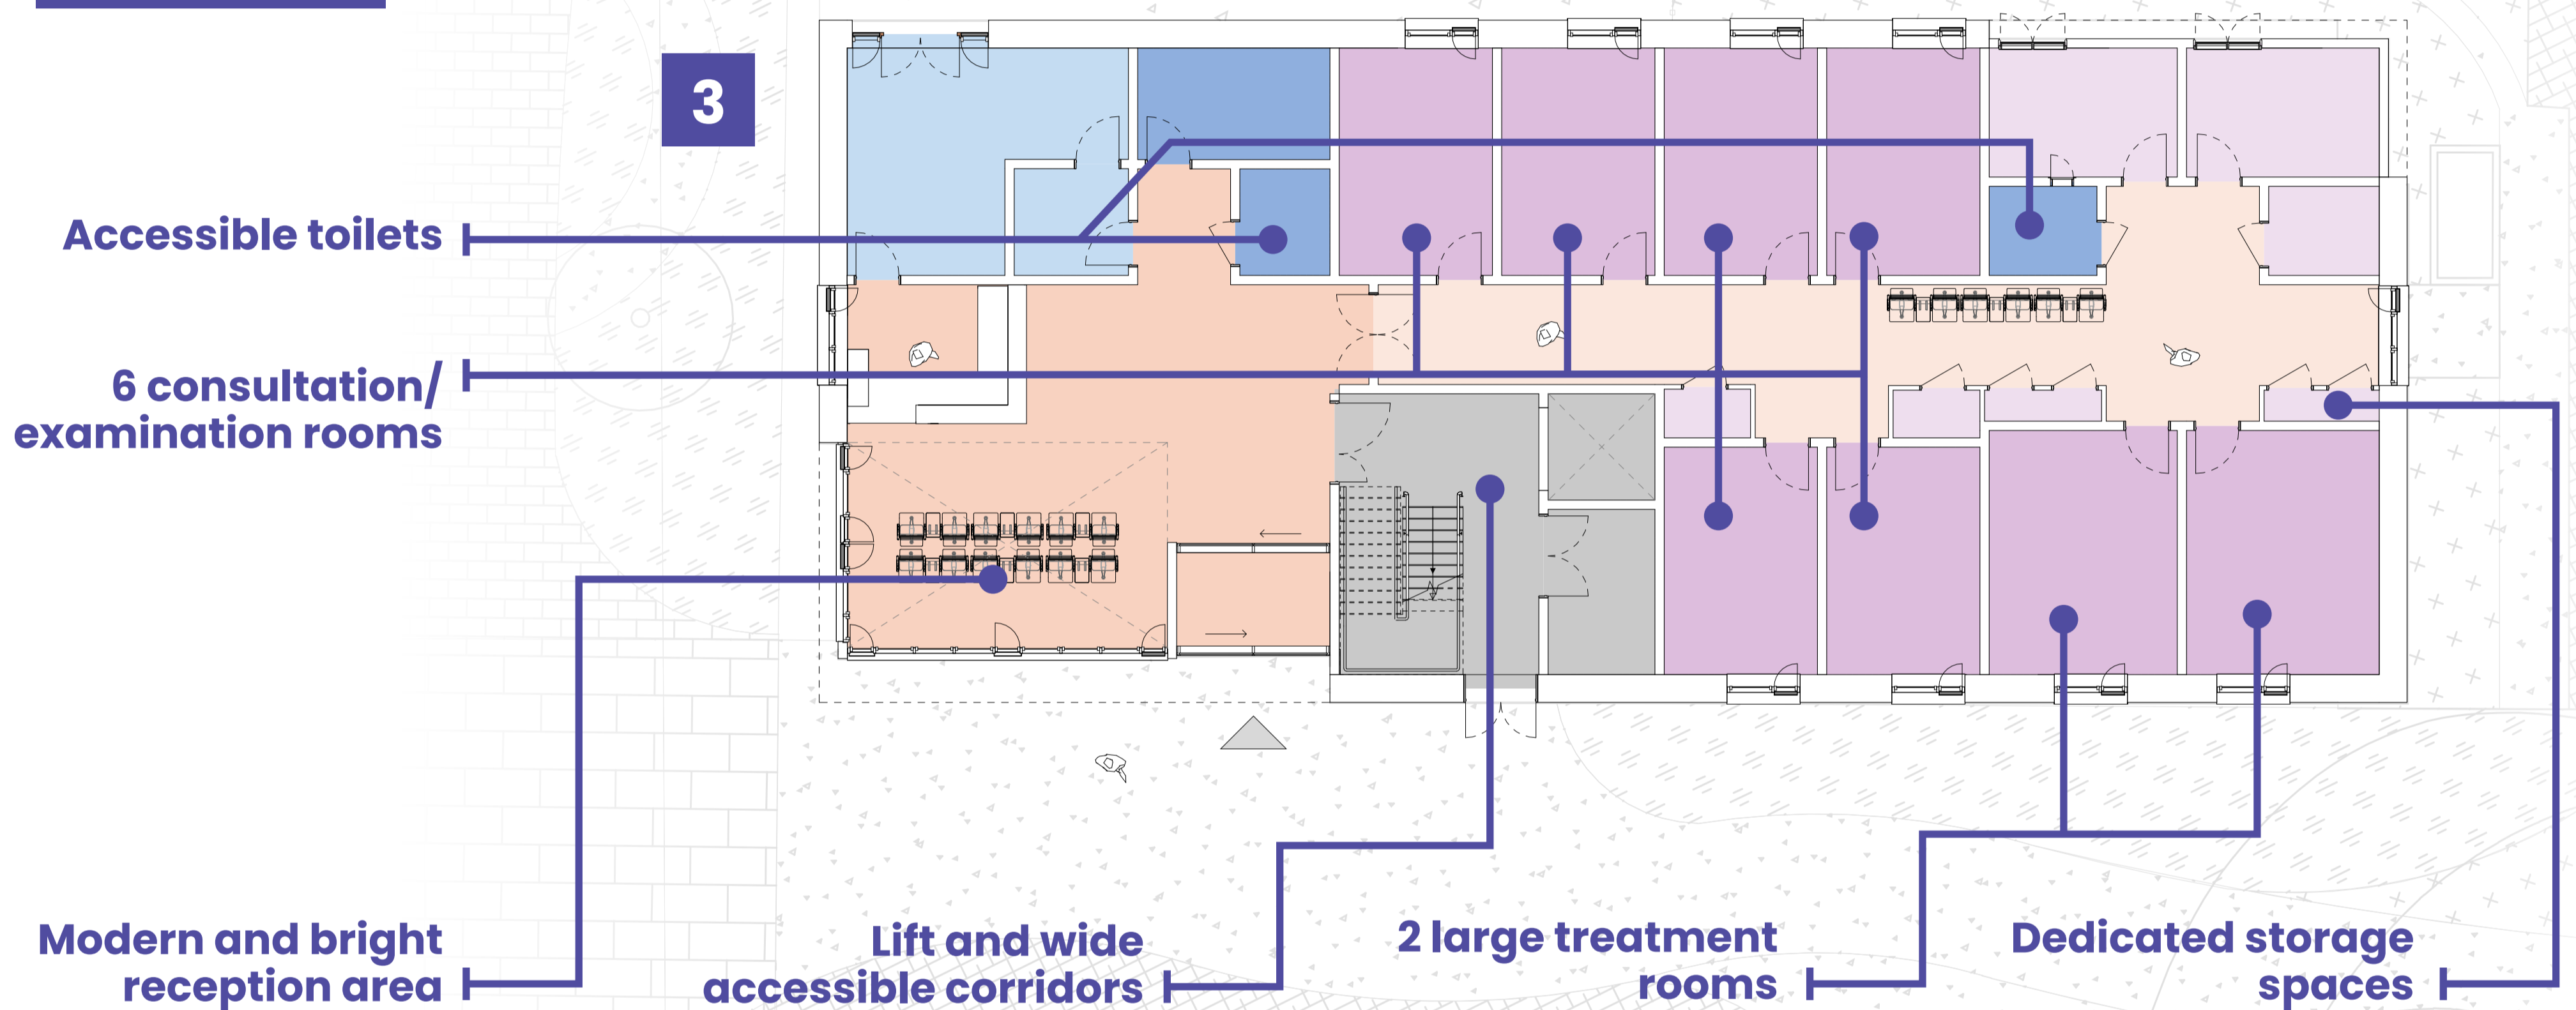 3
Accessible toilets
6 consultation/
examination rooms
Modern and bright
reception area
Lift and wide
accessible corridors
2 large treatment
rooms
Dedicated storage
spaces